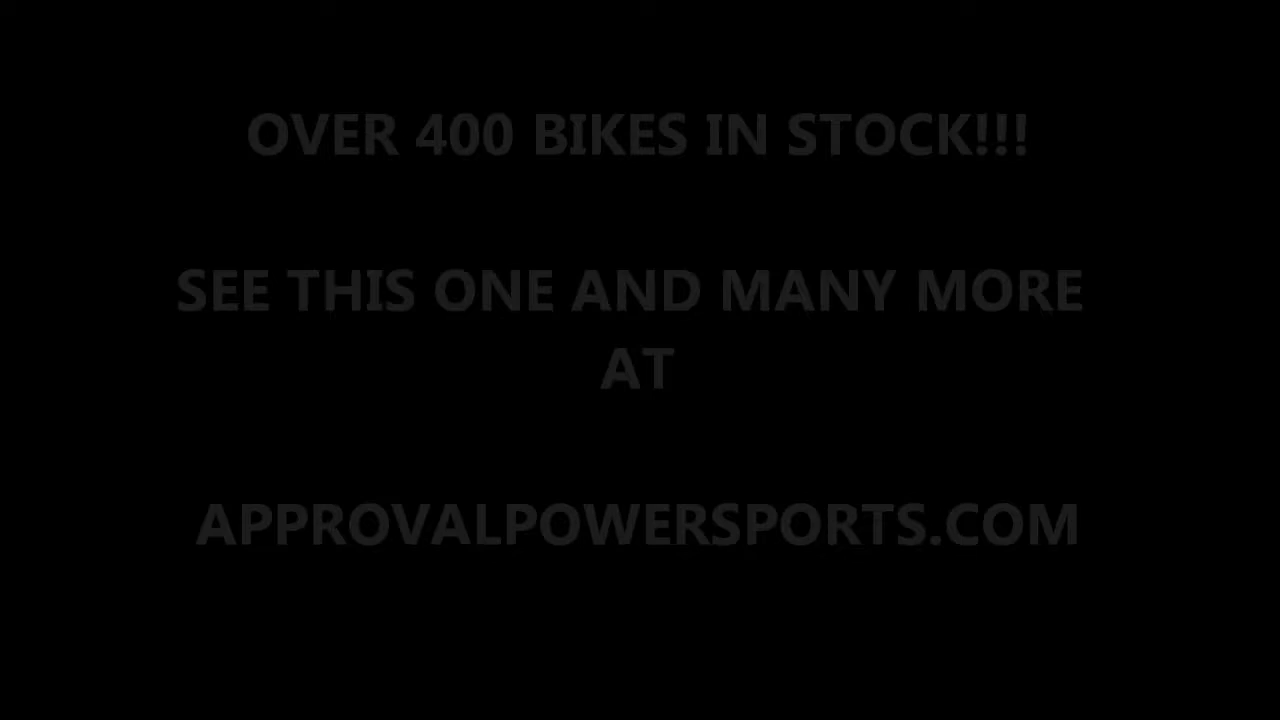 OVER 400 BIKES IN STOCK!!!
SEE THIS ONE AND MANY MORE
AT
APPROVALPOWERSPORTS.COM